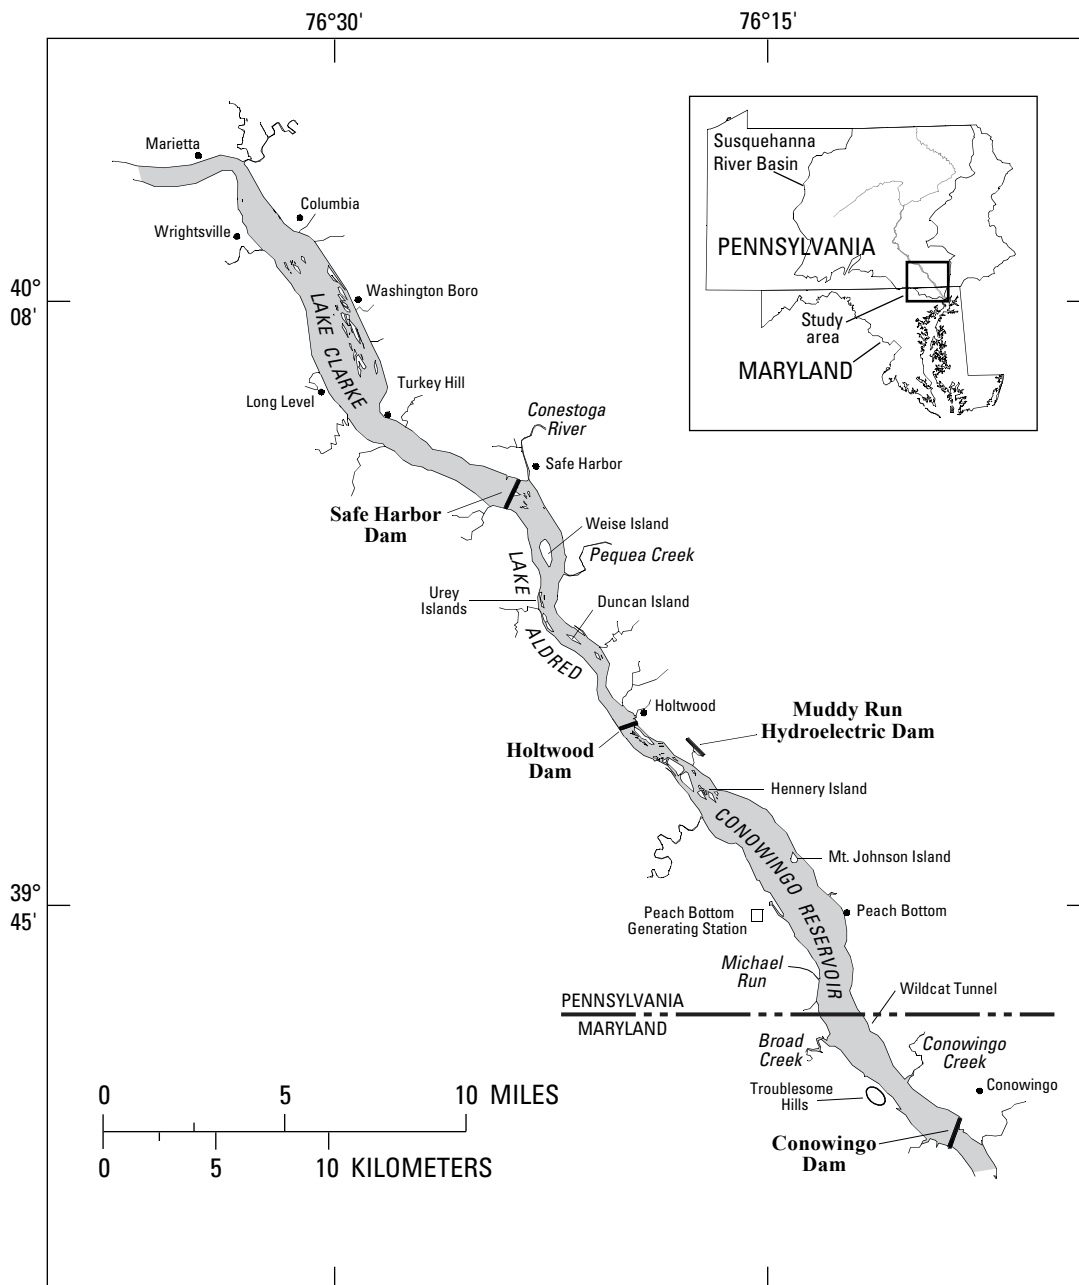 76°30'
76°15'
Marietta
Columbia
Wrightsville
40°
08'
Washington Boro
LAKE CLARKE
Long Level
Turkey Hill
Conestoga
River
Safe Harbor
Safe Harbor
Dam
Weise Island
Pequea Creek
LAKE
ALDRED
Urey
Islands
Duncan Island
Holtwood
Holtwood
Dam
Muddy Run
Hydroelectric Dam
Hennery Island
CONOWINGO RESERVOIR
Mt. Johnson Island
39°
45'
Peach Bottom
Peach Bottom
Generating Station
Michael
Run
Wildcat Tunnel
PENNSYLVANIA
MARYLAND
Broad
Creek
Conowingo
Creek
Troublesome
Hills
Conowingo
Conowingo
Dam
0 5 10 MILES
0 5 10 KILOMETERS
Susquehanna
River Basin
PENNSYLVANIA
Study
area
MARYLAND